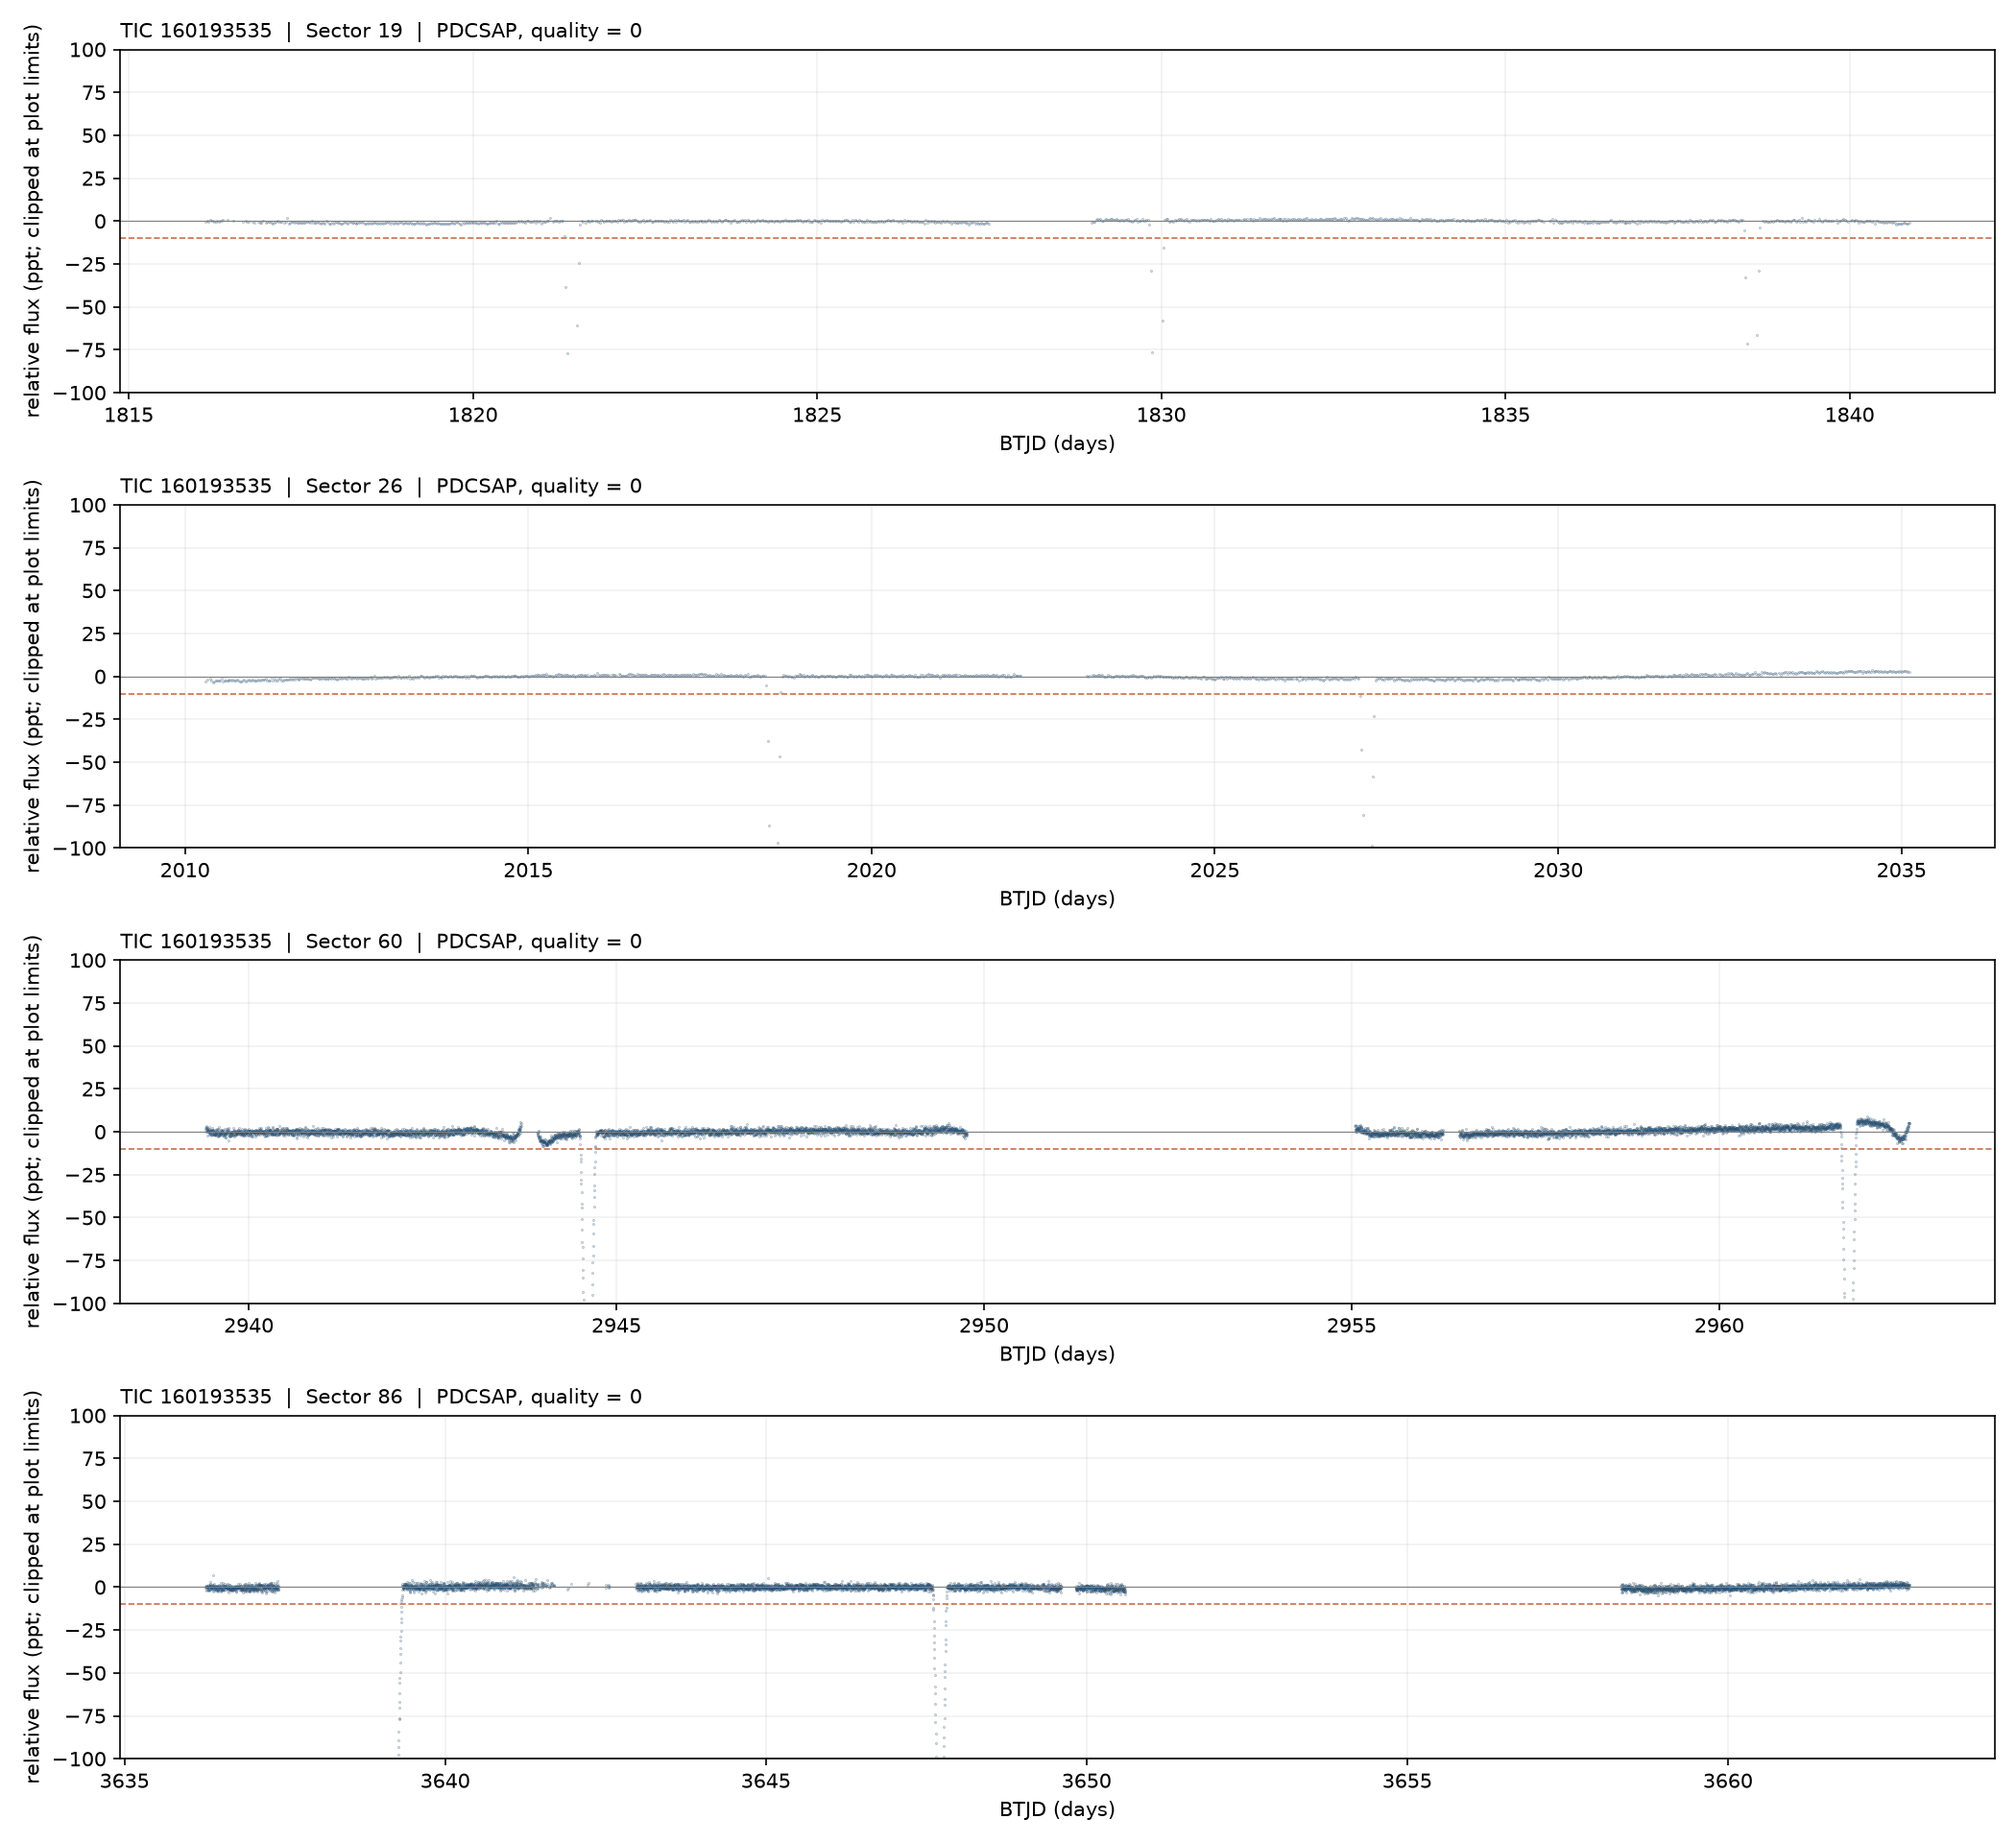 TIC 160193535 | Sector 19 | PDCSAP, quality = 0
relative flux (ppt; clipped at plot limits)
100
75
50
25
0
−25
−50
−75
−100
1815 1820 1825 1830 1835 1840
BTJD (days)
TIC 160193535 | Sector 26 | PDCSAP, quality = 0
relative flux (ppt; clipped at plot limits)
100
75
50
25
0
−25
−50
−75
−100
2010 2015 2020 2025 2030 2035
BTJD (days)
TIC 160193535 | Sector 60 | PDCSAP, quality = 0
relative flux (ppt; clipped at plot limits)
100
75
50
25
0
−25
−50
−75
−100
2940 2945 2950 2955 2960
BTJD (days)
TIC 160193535 | Sector 86 | PDCSAP, quality = 0
relative flux (ppt; clipped at plot limits)
100
75
50
25
0
−25
−50
−75
−100
3635 3640 3645 3650 3655 3660
BTJD (days)